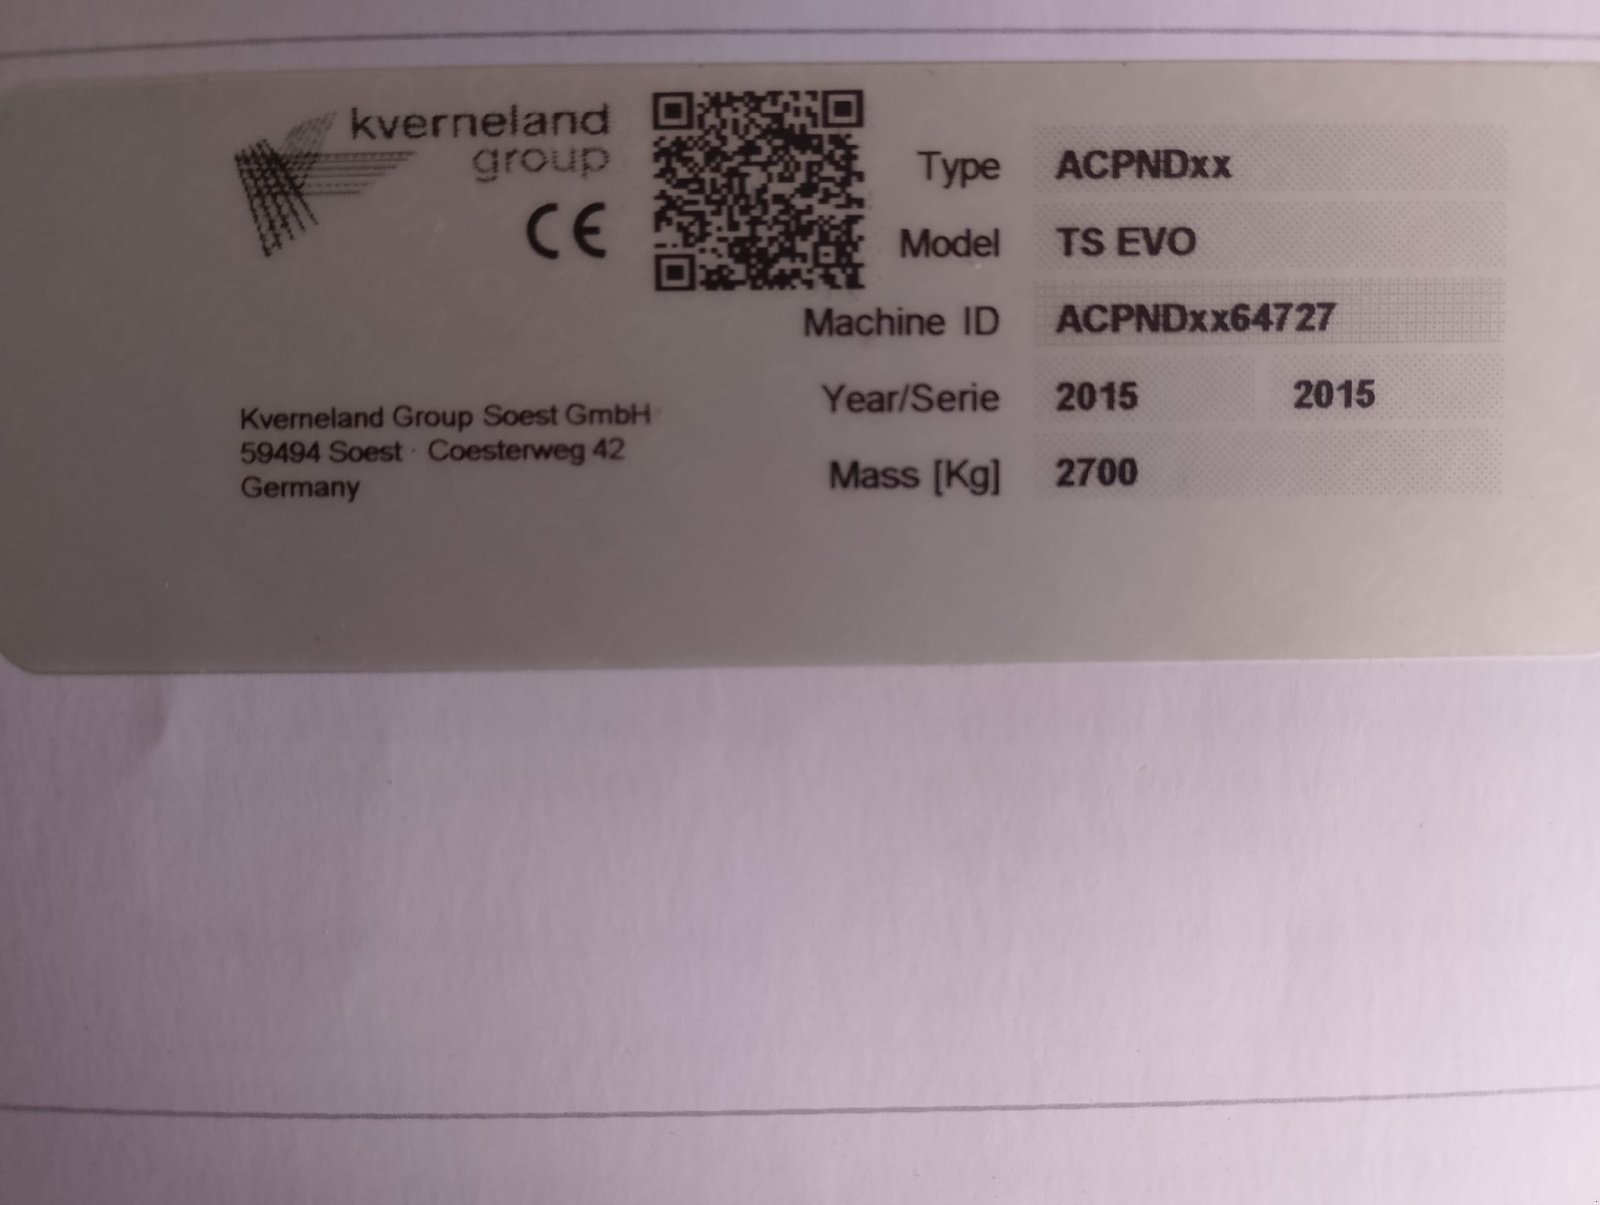 kverneland
group
CE
Type ACPNDxx
Model TS EVO
Machine ID ACPNDxx64727
Year/Serie 2015 2015
Mass [Kg] 2700
Kverneland Group Soest GmbH
59494 Soest · Coesterweg 42
Germany